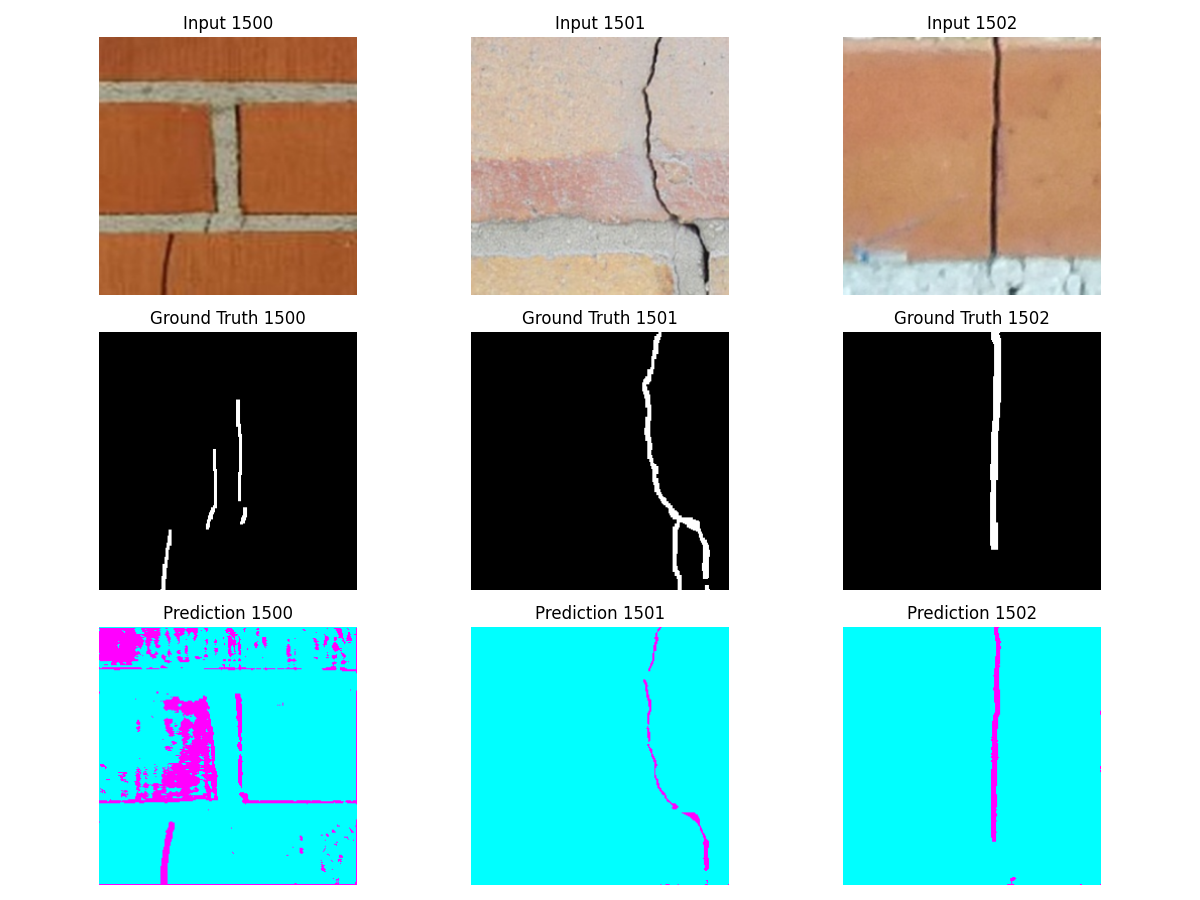 Input 1500
Input 1501
Input 1502
Ground Truth 1500
Ground Truth 1501
Ground Truth 1502
Prediction 1500
Prediction 1501
Prediction 1502